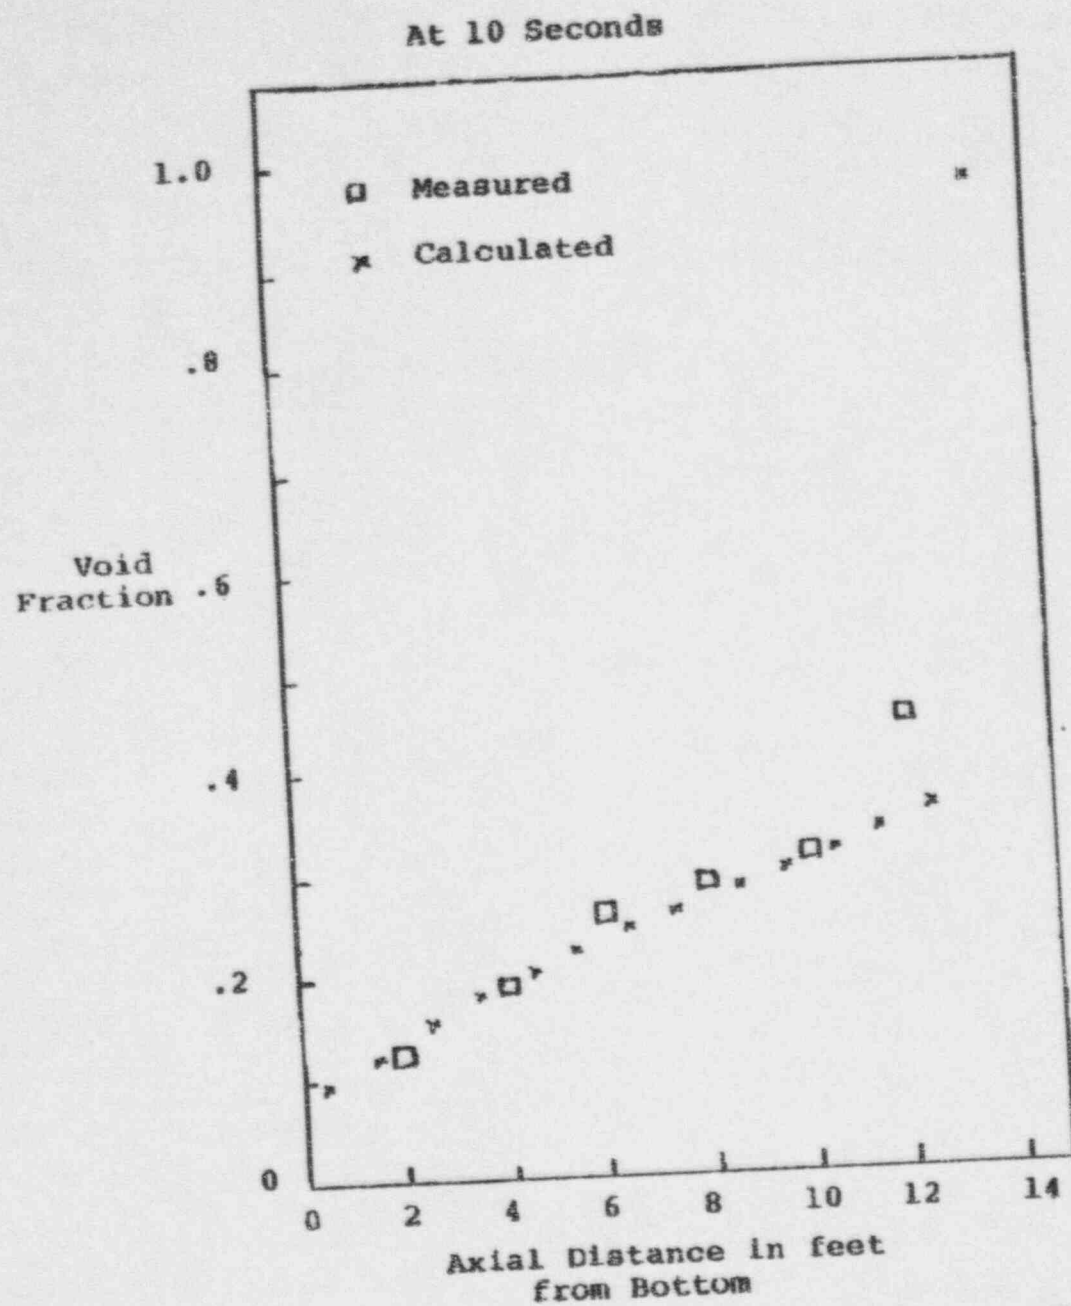 At 10 Seconds
1.0
Measured
Calculated
.8
Void
Fraction
.6
.4
.2
0
0 2 4 6 8 10 12 14
Axial Distance in feet
from Bottom